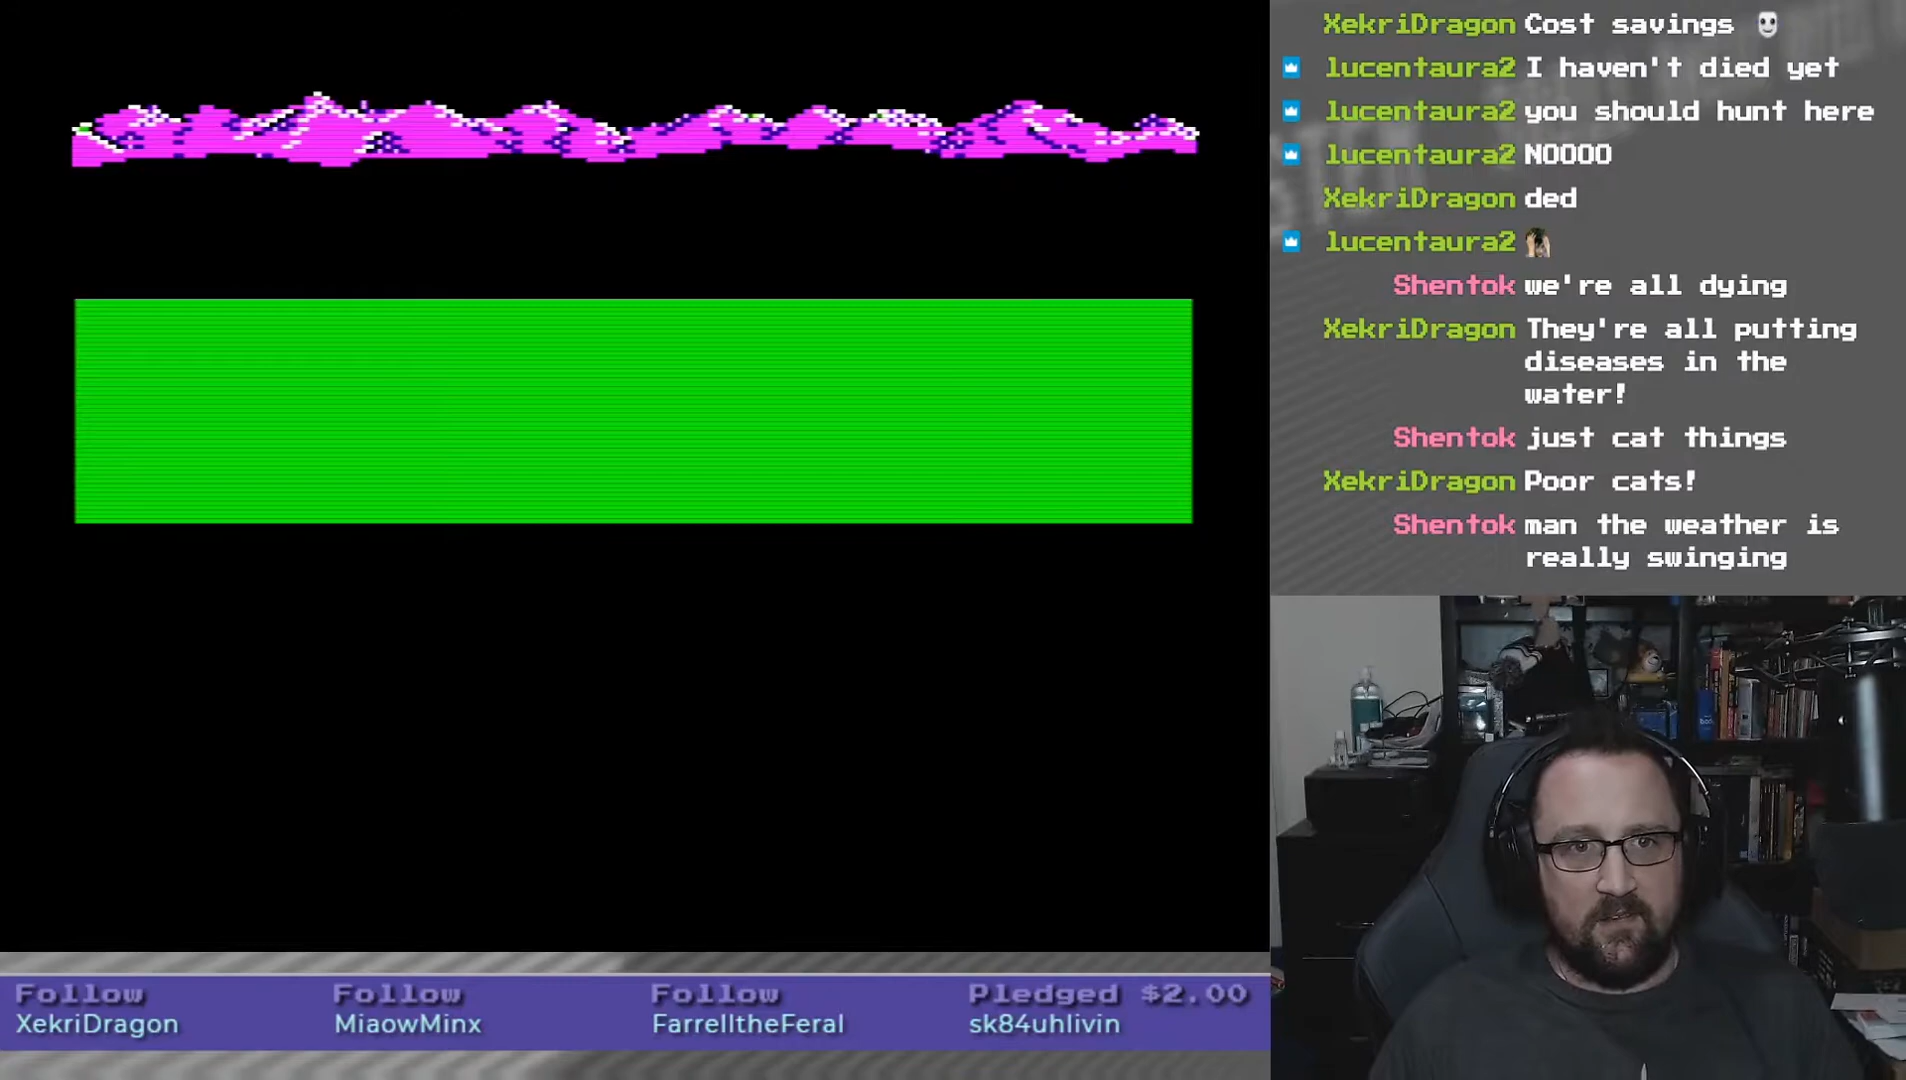 XekriDragon Cost savings
lucentaura2 I haven't died yet
lucentaura2 you should hunt here
lucentaura2 NOOOO
XekriDragon ded
lucentaura2
Shentok we're all dying
XekriDragon They're all putting
diseases in the
water!
Shentok just cat things
XekriDragon Poor cats!
Shentok man the weather is
really swinging
Follow
XekriDragon
Follow
MiaowMinx
Follow
FarrelltheFeral
Pledged $2.00
sk84uhlivin